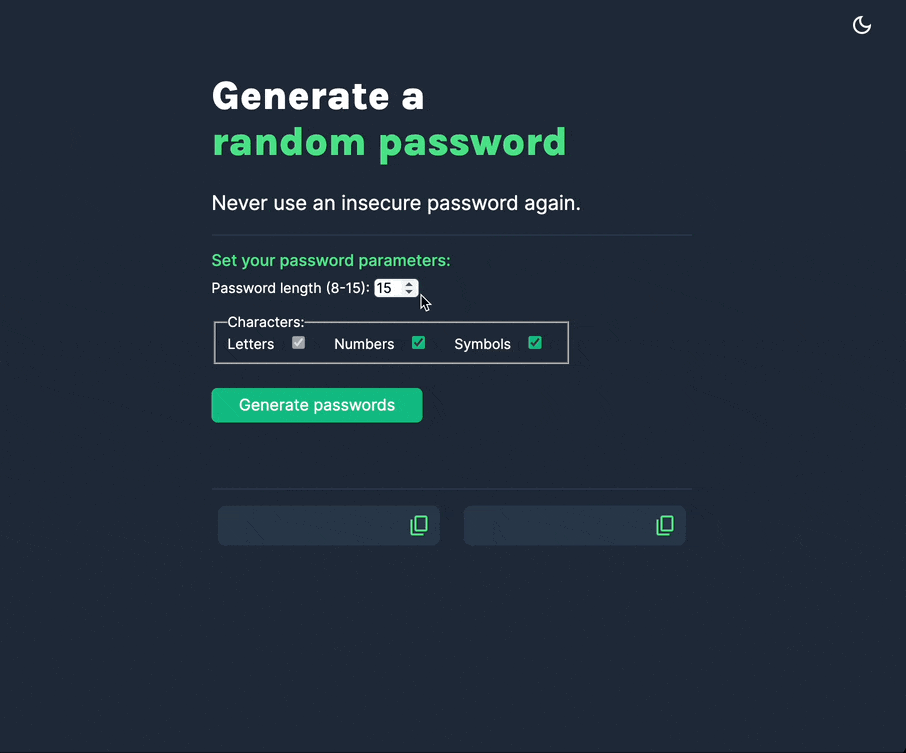 Generate a
random password
Never use an insecure password again.
Set your password parameters:
Password length (8-15): 15
Characters:
Letters Numbers Symbols
Generate passwords